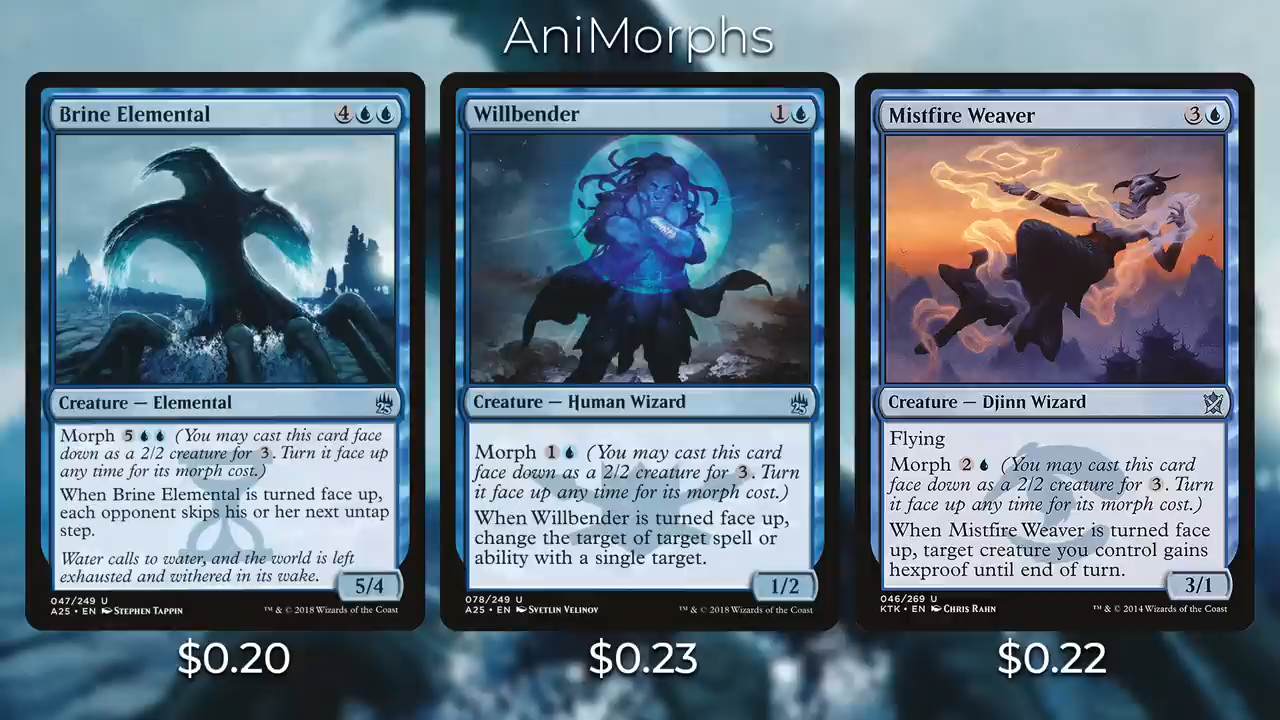 AniMorphs
Brine Elemental 4
Creature — Elemental
Morph 5 (You may cast this card face
down as a 2/2 creature for 3. Turn it face up
any time for its morph cost.)
When Brine Elemental is turned face up,
each opponent skips his or her next untap
step.
Water calls to water, and the world is left
exhausted and withered in its wake.
5/4
047/249 U
A25 • EN Stephen Tappin
™ & © 2018 Wizards of the Coast
$0.20
Willbender 1
Creature — Human Wizard
25
Morph 1 (You may cast this card
face down as a 2/2 creature for 3. Turn
it face up any time for its morph cost.)
When Willbender is turned face up,
change the target of target spell or
ability with a single target.
1/2
078/249 U
A25 • EN Svetlin Velinov
™ & © 2018 Wizards of the Coast
$0.23
Mistfire Weaver 3
Creature — Djinn Wizard
Flying
Morph 2 (You may cast this card
face down as a 2/2 creature for 3. Turn
it face up any time for its morph cost.)
When Mistfire Weaver is turned face
up, target creature you control gains
hexproof until end of turn.
3/1
046/269 U
KTK • EN Chris Rahn
™ & © 2014 Wizards of the Coast
$0.22